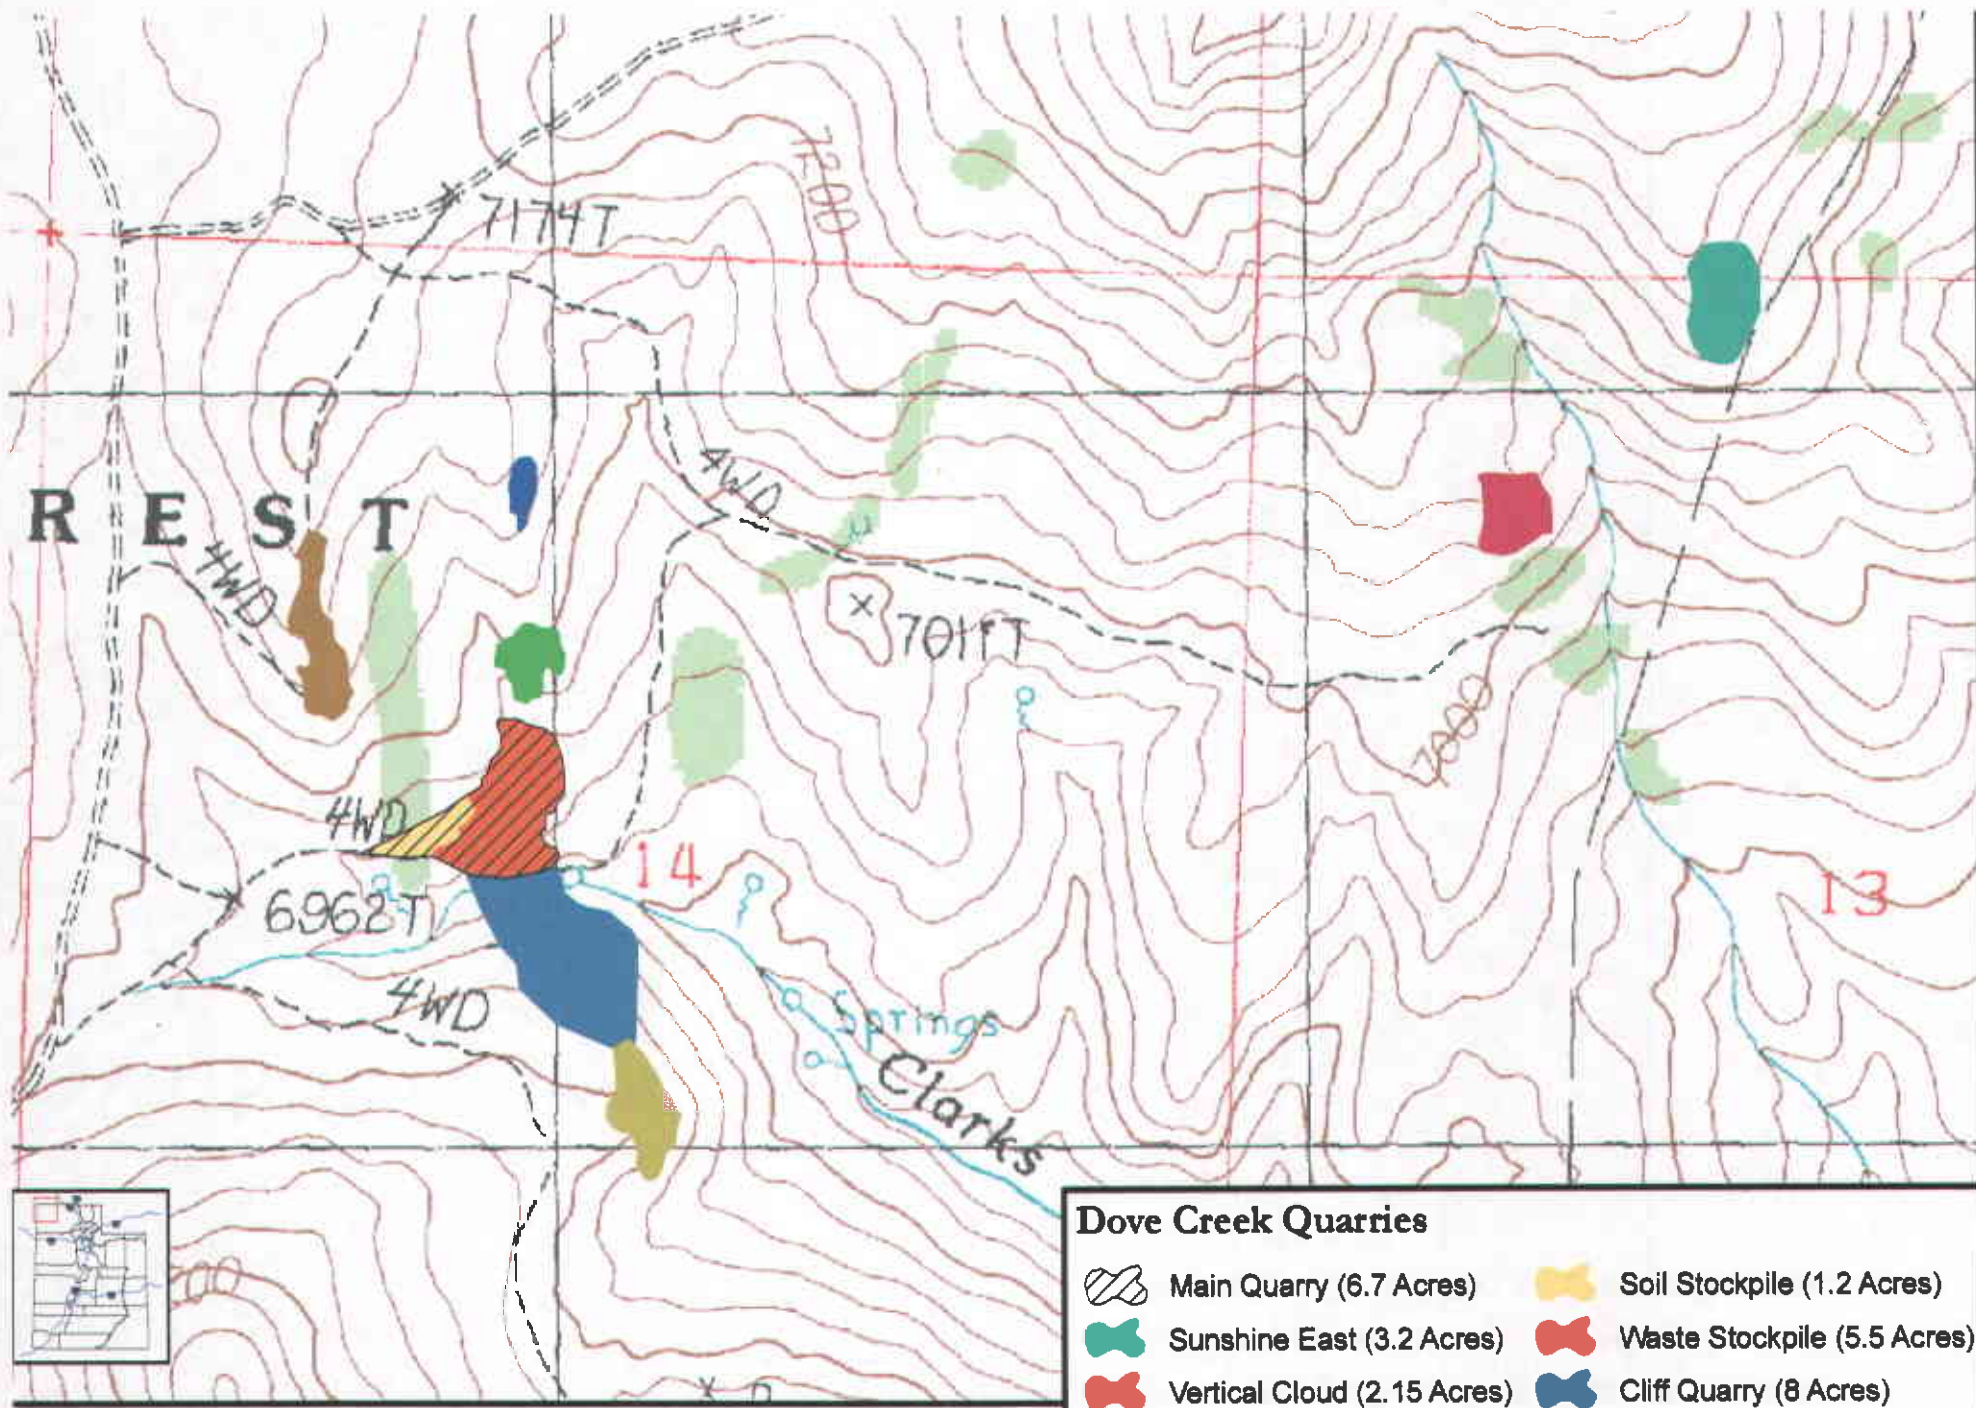 7200
7174T
4WD
R E S T
4WD
701 T
7000
4WD
14
13
6962T
4WD
Springs
Clarks
Dove Creek Quarries
Main Quarry (6.7 Acres)
Soil Stockpile (1.2 Acres)
Sunshine East (3.2 Acres)
Waste Stockpile (5.5 Acres)
Vertical Cloud (2.15 Acres)
Cliff Quarry (8 Acres)